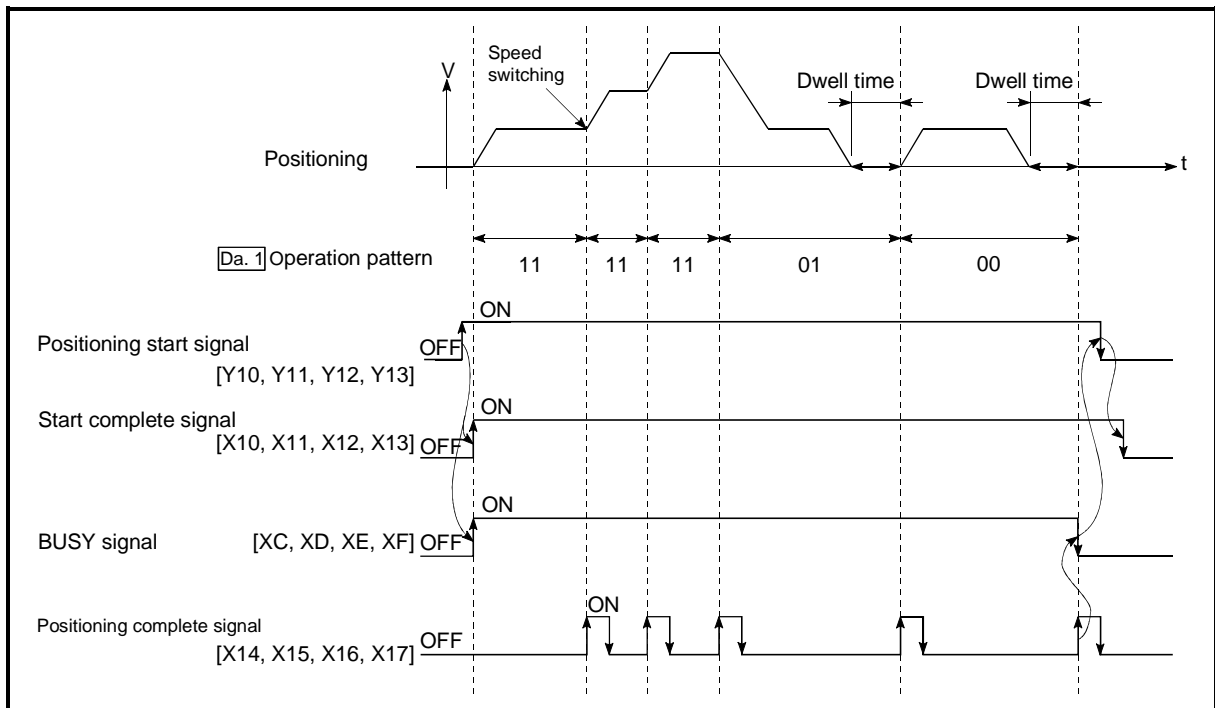 Speed
switching
V
Dwell time
Dwell time
Positioning
t
Da. 1 Operation pattern
11
11
11
01
00
ON
Positioning start signal
OFF
[Y10, Y11, Y12, Y13]
ON
Start complete signal
[X10, X11, X12, X13]
OFF
ON
BUSY signal
[XC, XD, XE, XF]
OFF
ON
Positioning complete signal
OFF
[X14, X15, X16, X17]